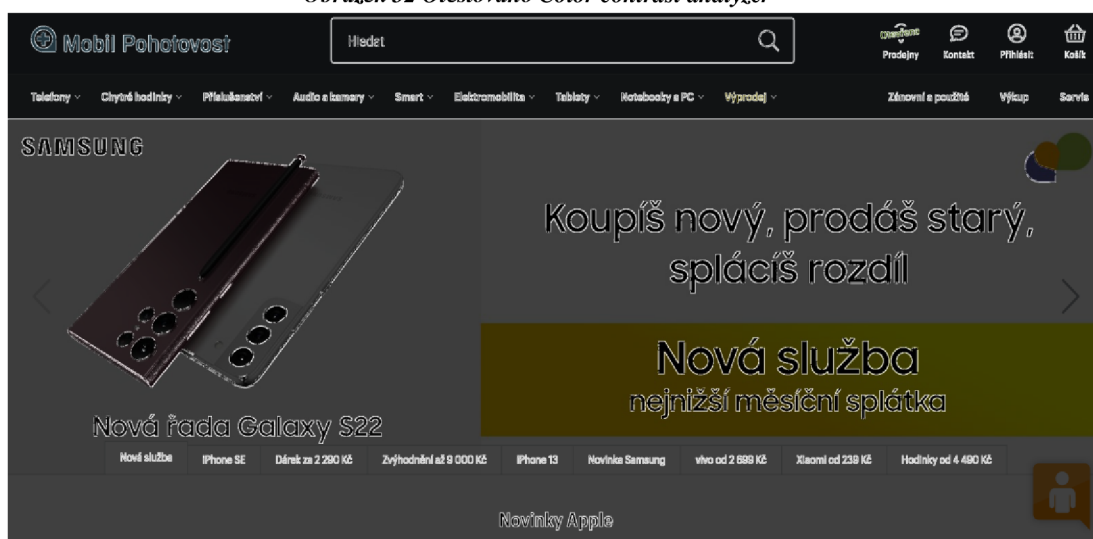 Obrázek 32 Otestováno Color contrast analyzer
Mobil Pohotovost
Hledat
Prodejny Kontakt Přihlásit Košík
Telefony Chytré hodinky Příslušenství Audio a kamery Smart Elektromobilita Tablety Notebooky a PC Výprodej Zánovní a použité Výkup Servis
SAMSUNG
Koupíš nový, prodáš starý,
splácíš rozdíl
Nová služba
nejnižší měsíční splátka
Nová řada Galaxy S22
Nová služba iPhone SE Dárek za 2 290 Kč Zvýhodnění až 9 000 Kč iPhone 13 Novinka Samsung vivo od 2 699 Kč Xiaomi od 239 Kč Hodinky od 4 490 Kč
Novinky Apple